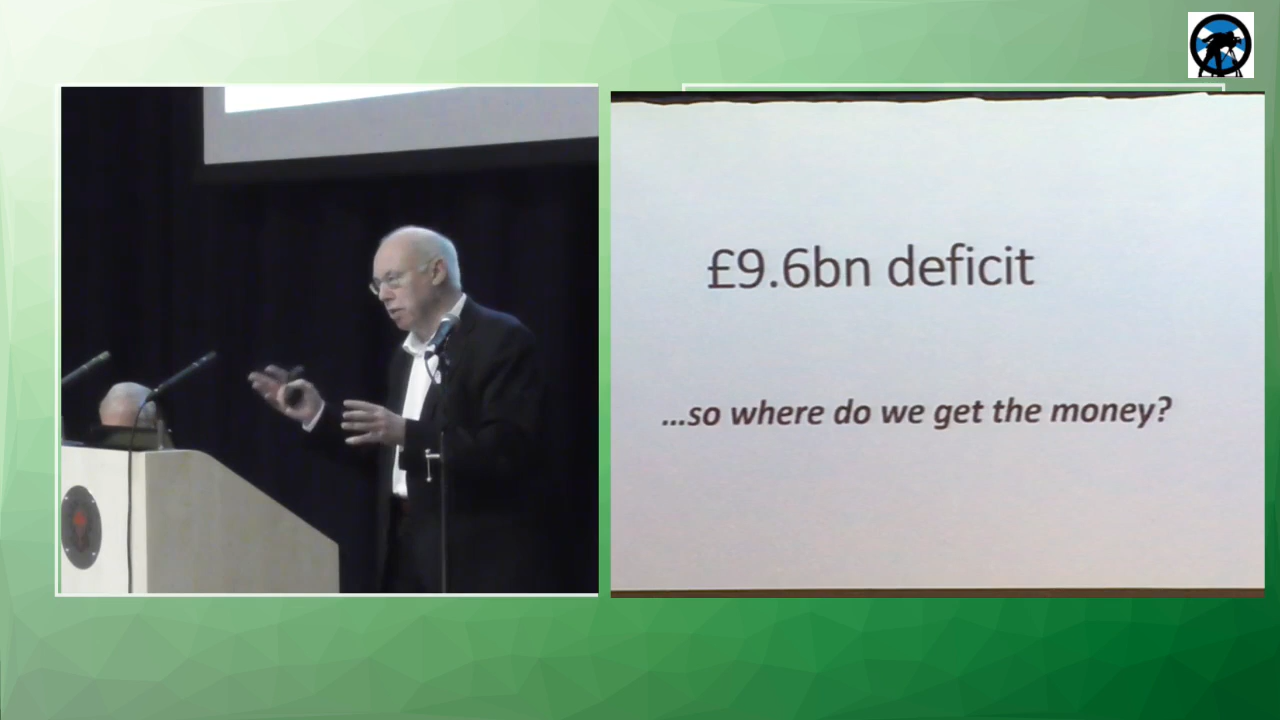 £9.6bn deficit
...so where do we get the money?